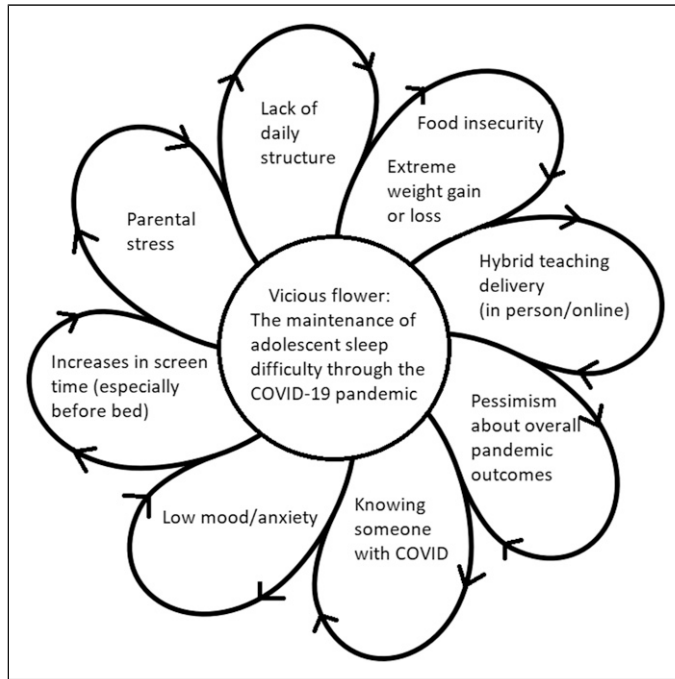 Lack of
daily
structure
Food insecurity
Extreme
weight gain
or loss
Hybrid teaching
delivery
(in person/online)
Pessimism
about overall
pandemic
outcomes
Knowing
someone
with COVID
Low mood/anxiety
Increases in screen
time (especially
before bed)
Parental
stress
Vicious flower:
The maintenance of
adolescent sleep
difficulty through the
COVID-19 pandemic